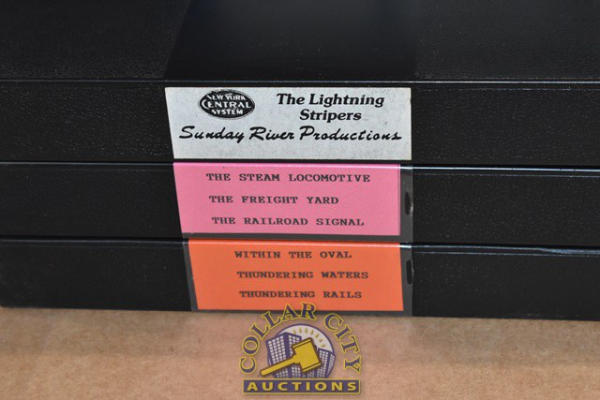 NEW YORK
CENTRAL
SYSTEM
The Lightning
Stripers
Sunday River Productions
THE STEAM LOCOMOTIVE
THE FREIGHT YARD
THE RAILROAD SIGNAL
WITHIN THE OVAL
THUNDERING WATERS
THUNDERING RAILS
COLLAR CITY
AUCTIONS